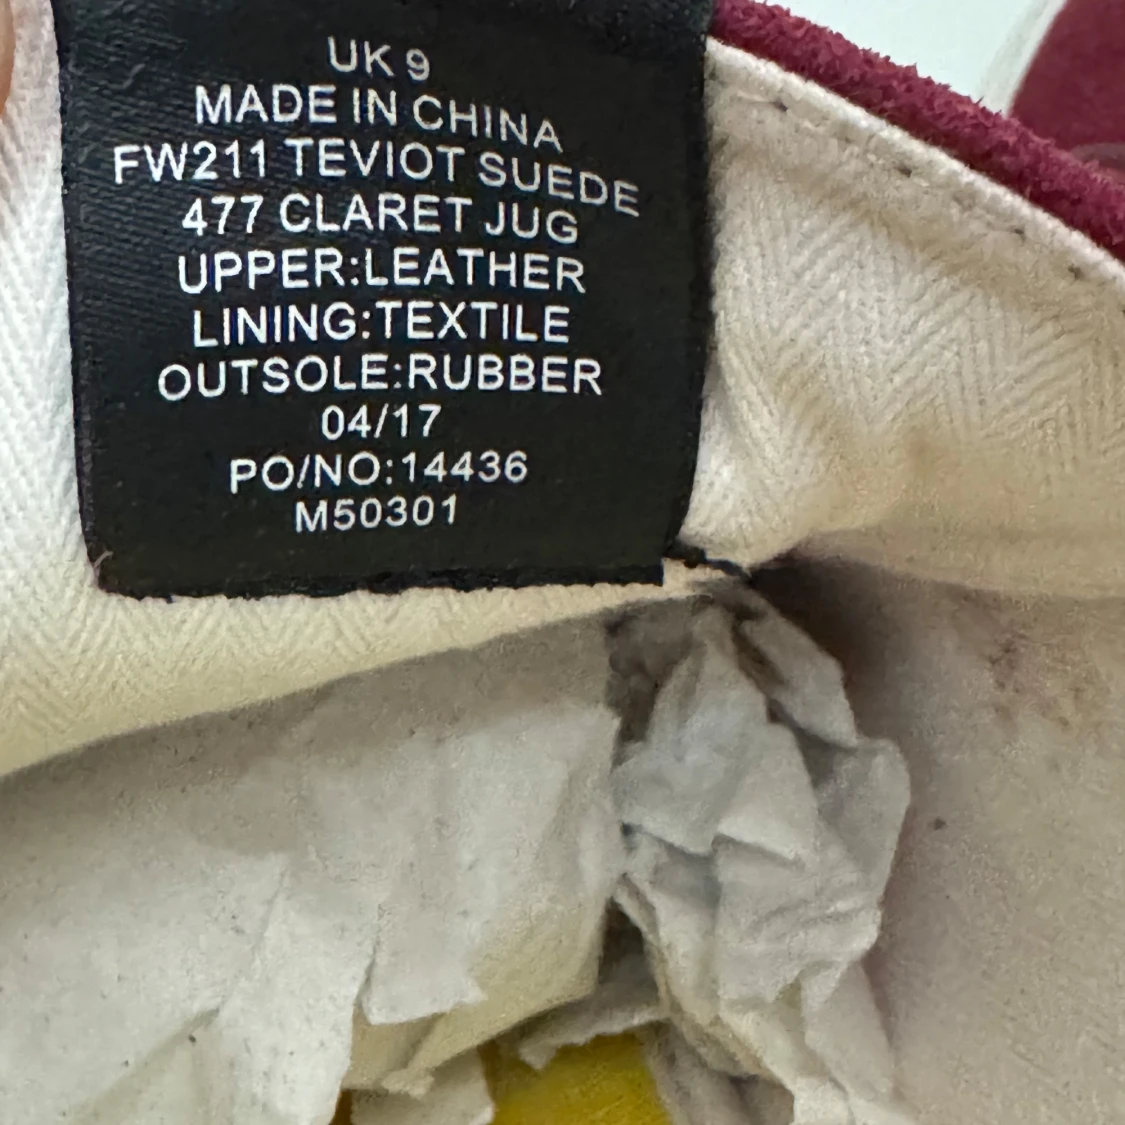 UK 9
MADE IN CHINA
FW211 TEVIOT SUEDE
477 CLARET JUG
UPPER:LEATHER
LINING:TEXTILE
OUTSOLE:RUBBER
04/17
PO/NO:14436
M50301